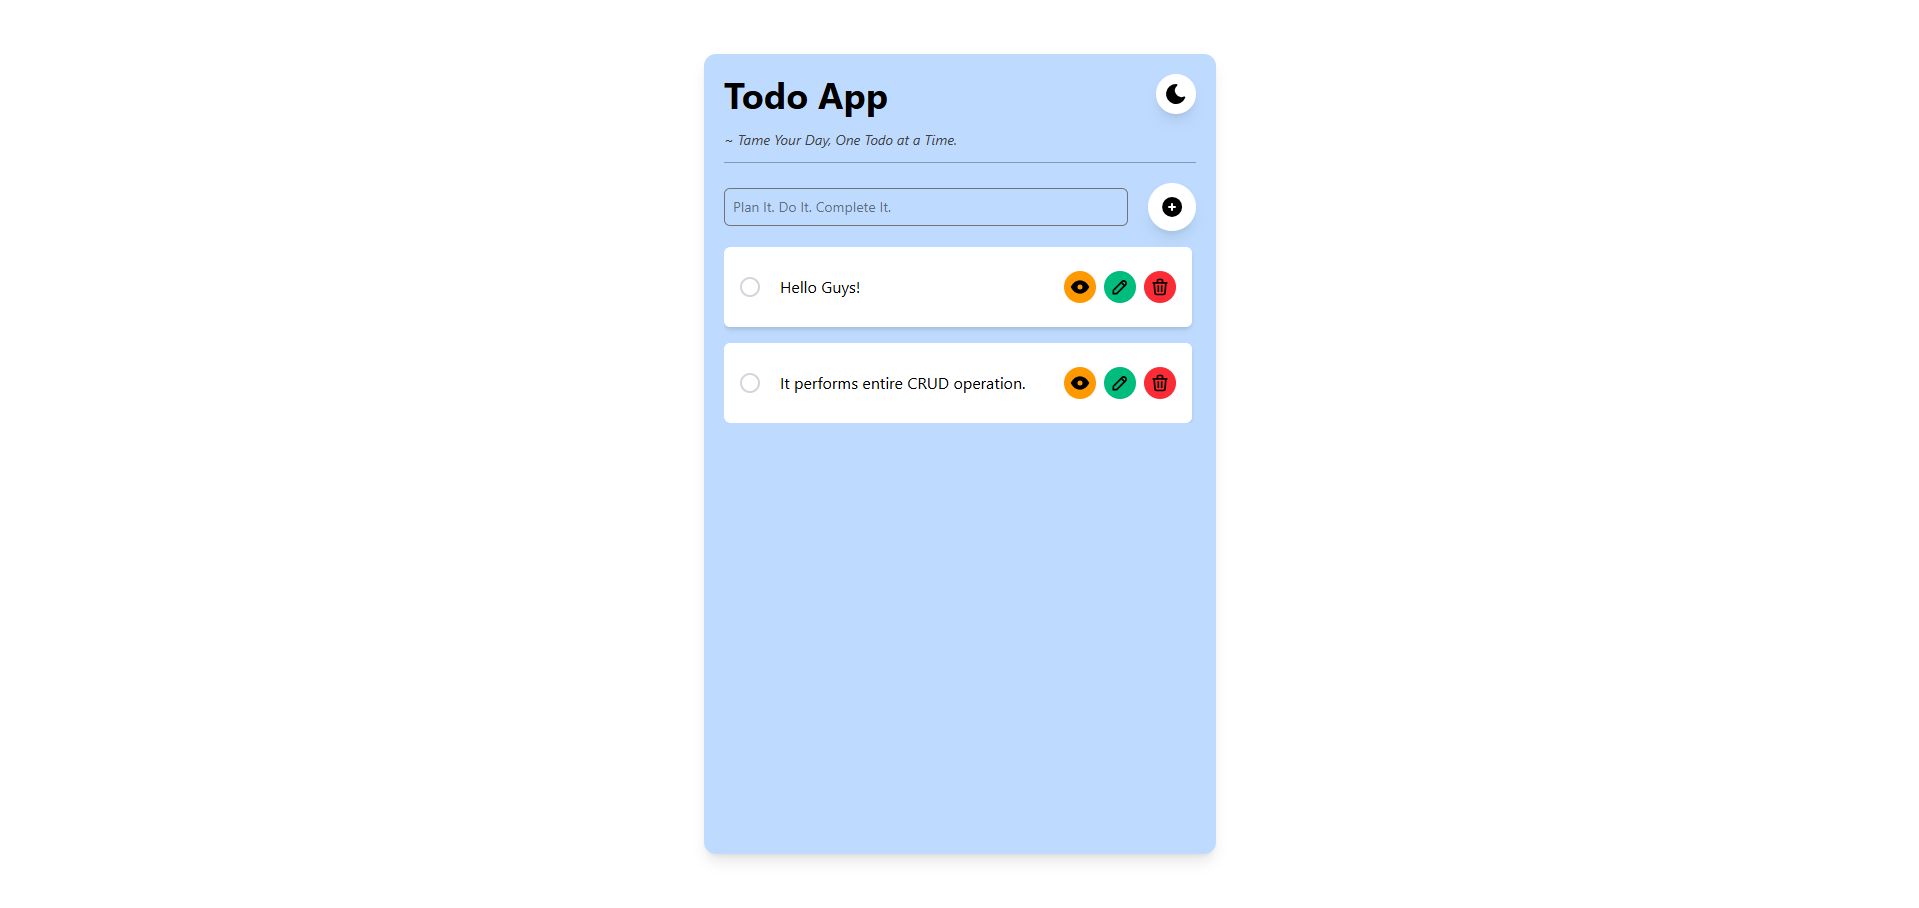 Todo App
~ Tame Your Day, One Todo at a Time.
Plan It. Do It. Complete It.
Hello Guys!
It performs entire CRUD operation.